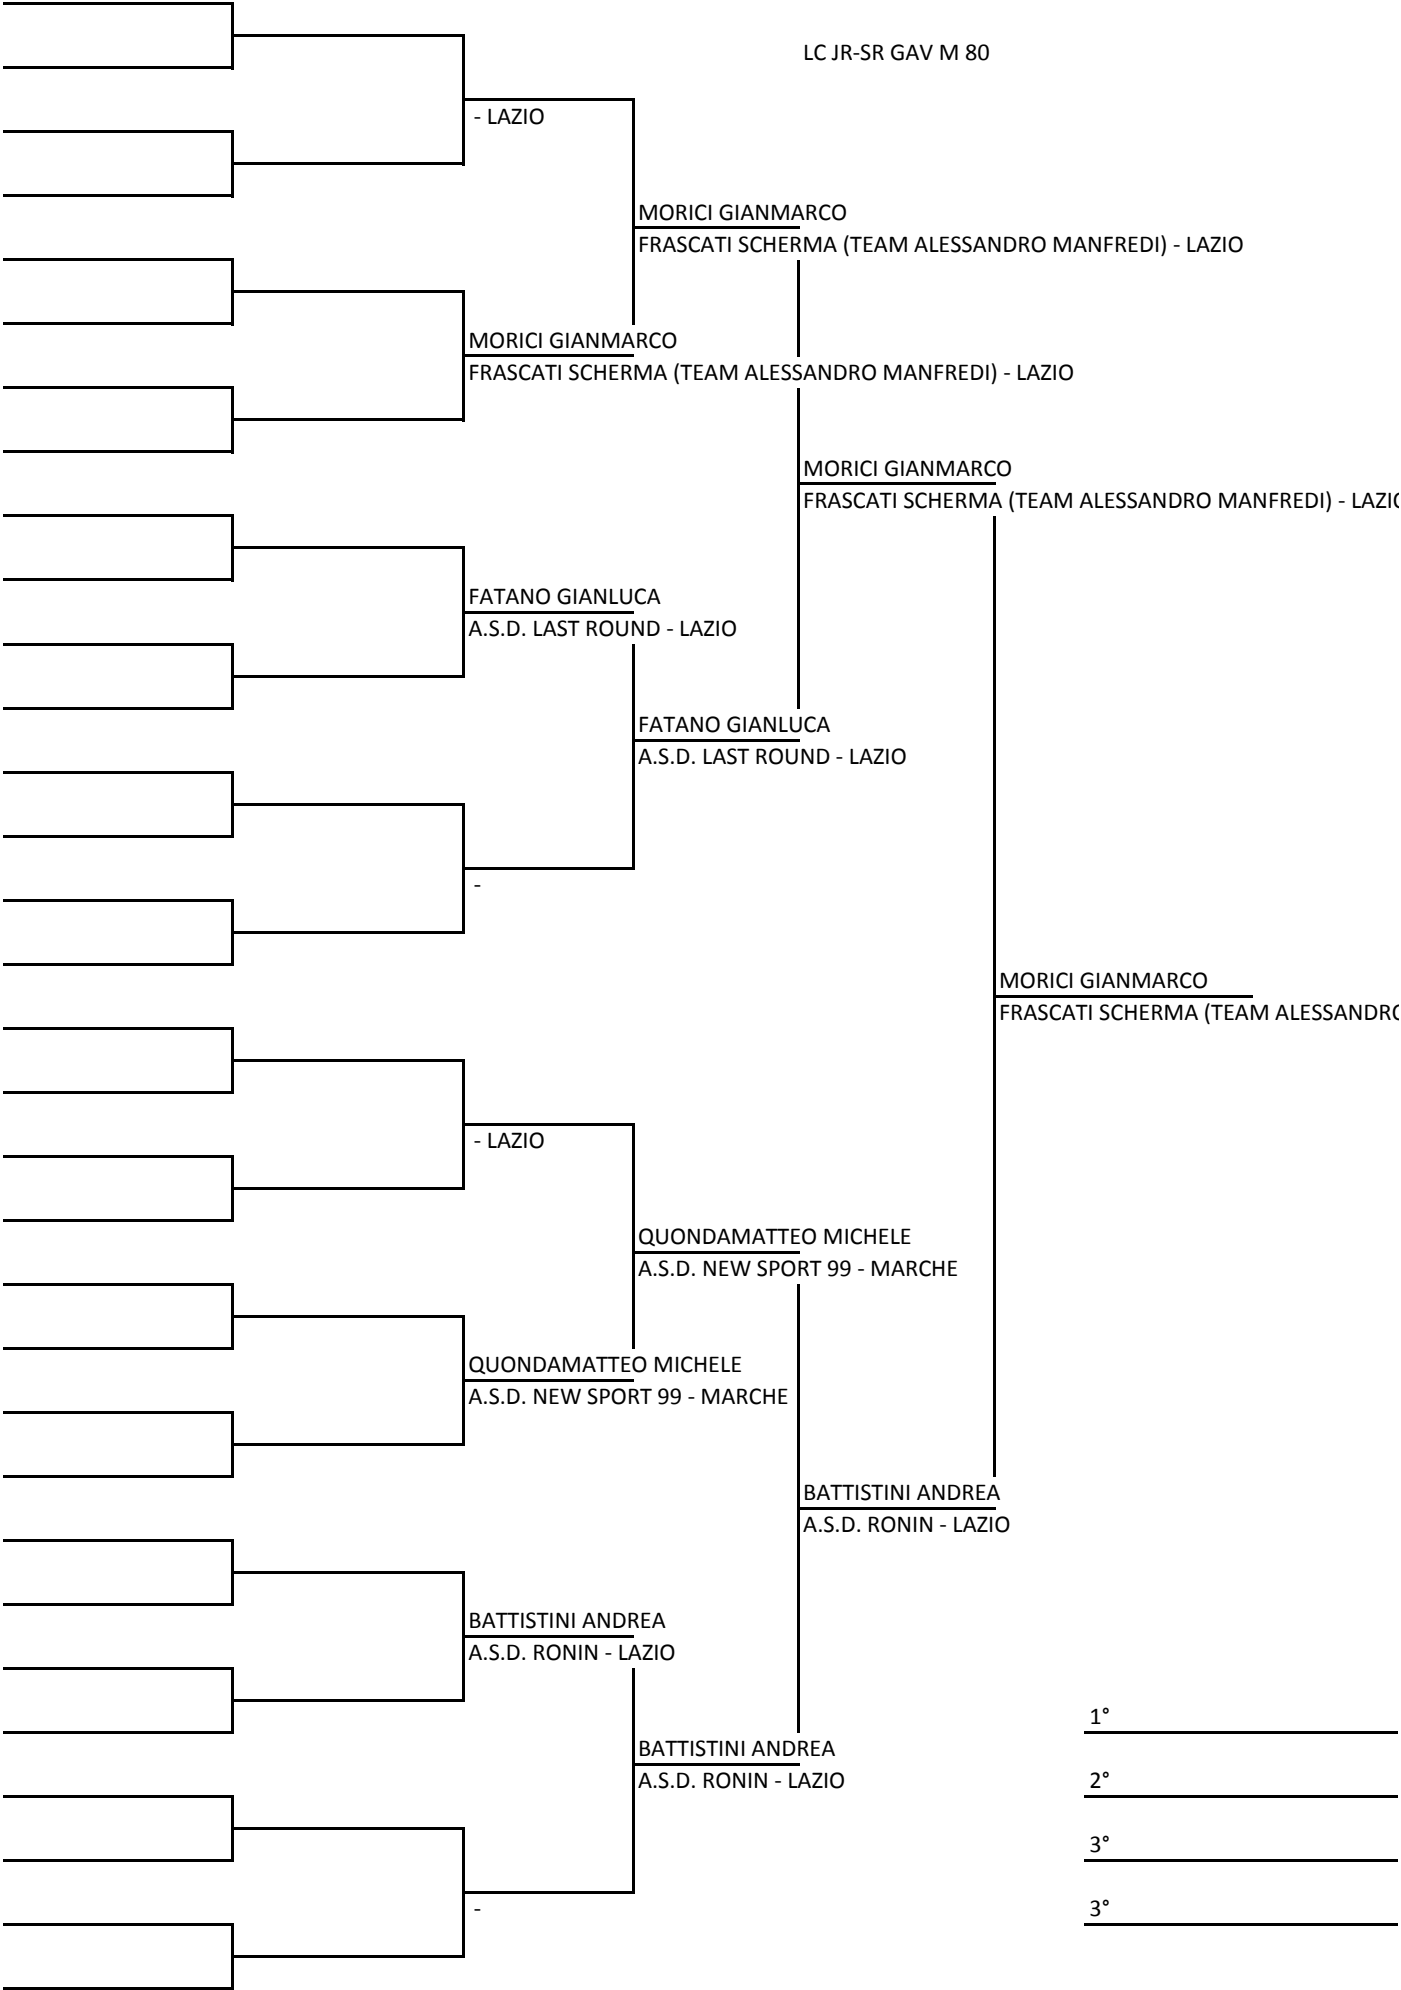 LC JR-SR GAV M 80
- LAZIO
MORICI GIANMARCO
FRASCATI SCHERMA (TEAM ALESSANDRO MANFREDI) - LAZIO
MORICI GIANMARCO
FRASCATI SCHERMA (TEAM ALESSANDRO MANFREDI) - LAZIO
MORICI GIANMARCO
FRASCATI SCHERMA (TEAM ALESSANDRO MANFREDI) - LAZI
FATANO GIANLUCA
A.S.D. LAST ROUND - LAZIO
FATANO GIANLUCA
A.S.D. LAST ROUND - LAZIO
-
MORICI GIANMARCO
FRASCATI SCHERMA (TEAM ALESSANDR
- LAZIO
QUONDAMATTEO MICHELE
A.S.D. NEW SPORT 99 - MARCHE
QUONDAMATTEO MICHELE
A.S.D. NEW SPORT 99 - MARCHE
BATTISTINI ANDREA
A.S.D. RONIN - LAZIO
BATTISTINI ANDREA
A.S.D. RONIN - LAZIO
1°
BATTISTINI ANDREA
A.S.D. RONIN - LAZIO
2°
3°
-
3°